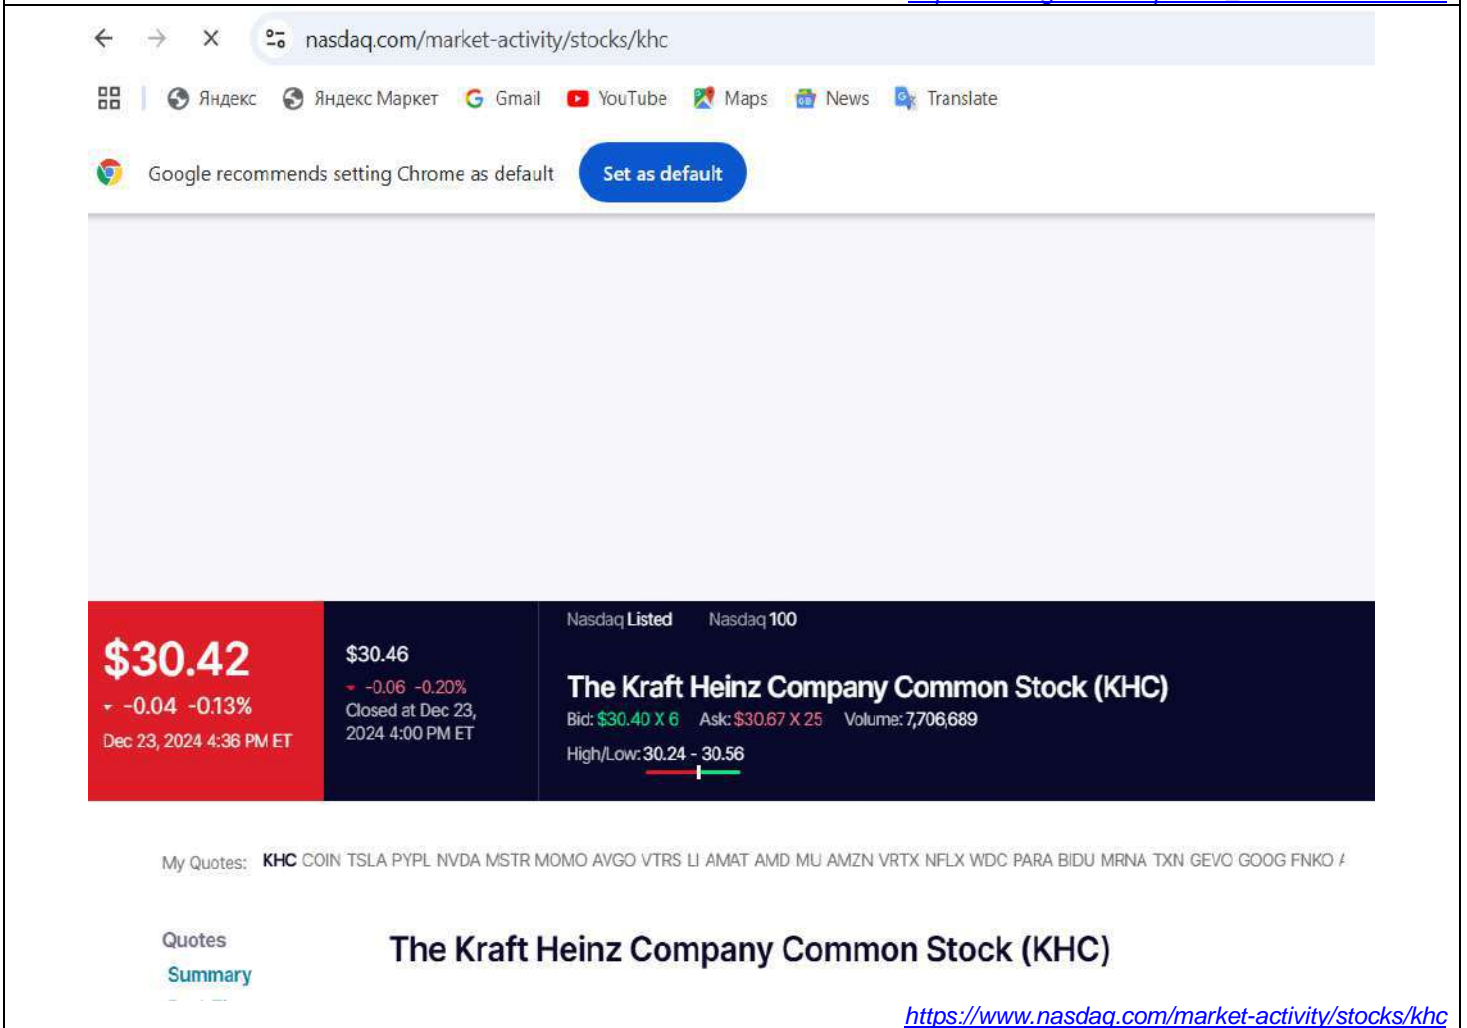 nasdaq.com/market-activity/stocks/khc
Яндекс Яндекс Маркет Gmail YouTube Maps News Translate
Google recommends setting Chrome as default Set as default
Nasdaq Listed Nasdaq 100
$30.42
-0.04 -0.13%
Dec 23, 2024 4:36 PM ET
$30.46
-0.06 -0.20%
Closed at Dec 23,
2024 4:00 PM ET
The Kraft Heinz Company Common Stock (KHC)
Bid: $30.40 X 6 Ask: $30.67 X 25 Volume: 7,706,689
High/Low: 30.24 - 30.56
My Quotes: KHC COIN TSLA PYPL NVDA MSTR MOMO AVGO VTRS LI AMAT AMD MU AMZN VRTX NFLX WDC PARA BIDU MRNA TXN GEVO GOOG FNKO
Quotes
Summary
The Kraft Heinz Company Common Stock (KHC)
https://www.nasdaq.com/market-activity/stocks/khc